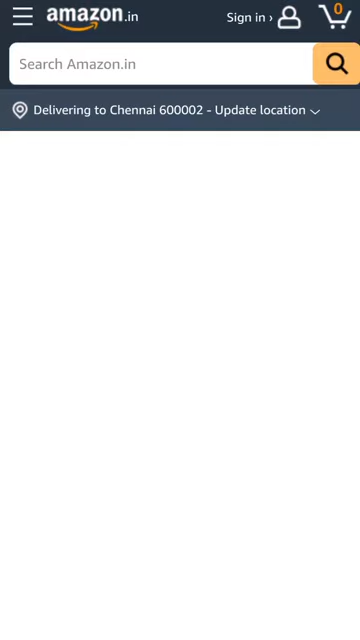 amazon.in
Sign in ›
0
Search Amazon.in
Delivering to Chennai 600002 - Update location